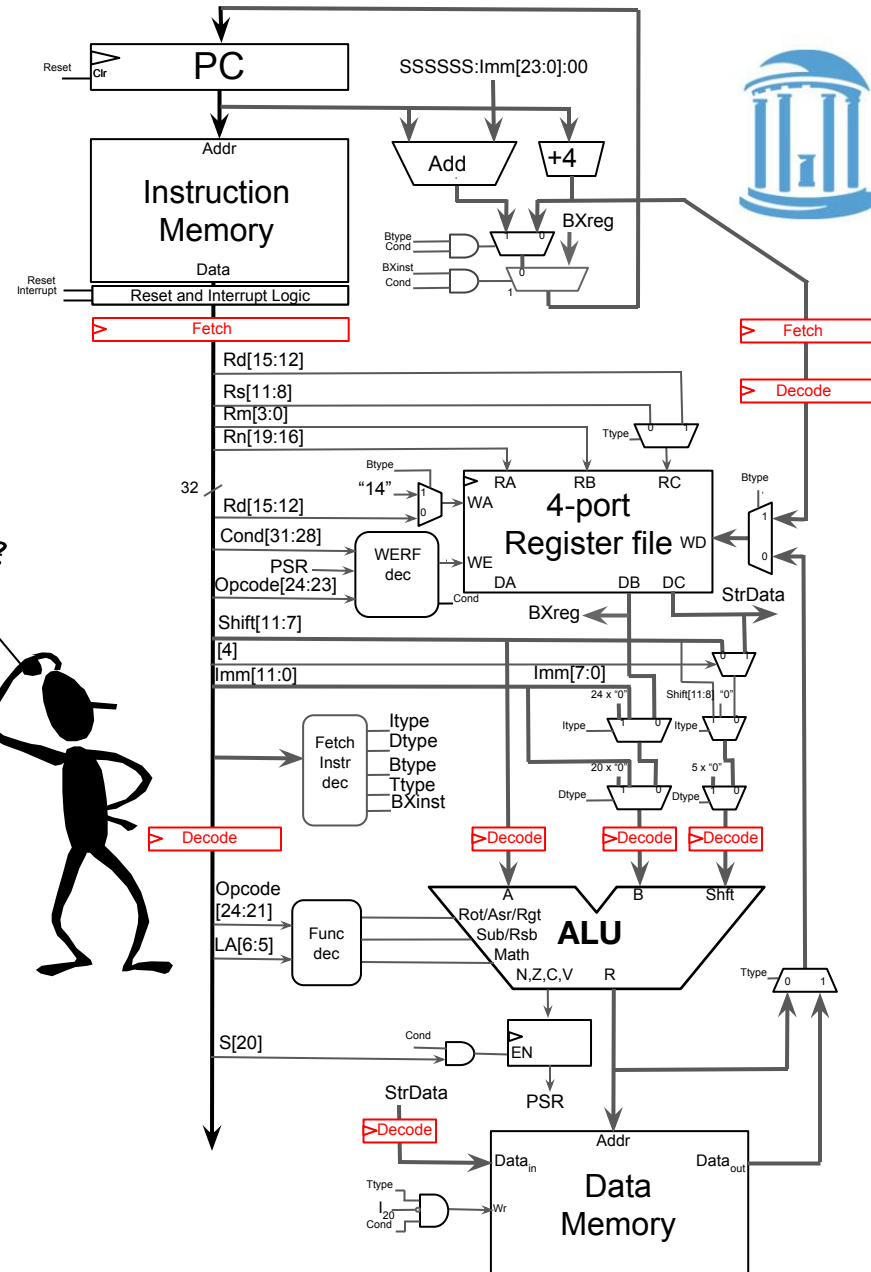 PC
Reset
Clr
SSSSSS:Imm[23:0]:00
Addr
Instruction
Memory
Data
Add
+4
BXreg
Btype
Cond
1 0
BXinst
Cond
0
1
Reset
Interrupt
Reset and Interrupt Logic
Fetch
Fetch
Decode
Rd[15:12]
Rs[11:8]
Rm[3:0]
Rn[19:16]
Ttype
0 1
32
Btype
"14"
1
0
Rd[15:12]
RA RB RC
WA
4-port
Register file
WD
WE
DA DB DC
Btype
1
0
Cond[31:28]
PSR
Opcode[24:23]
WERF
dec
Cond
StrData
BXreg
Shift[11:7]
[4]
Imm[11:0]
0 1
Imm[7:0]
24 x "0"
Shift[11:8]
"0"
Itype
1 0
Itype
0
20 x "0"
5 x "0"
Dtype
1 0
Dtype
1 0
Fetch
Instr
dec
Itype
Dtype
Btype
Ttype
BXinst
Decode
Decode
Decode
Decode
A B Shft
Opcode
[24:21]
LA[6:5]
Func
dec
Rot/Asr/Rgt
Sub/Rsb
Math
ALU
N,Z,C,V R
Ttype
0 1
S[20]
Cond
EN
PSR
StrData
Decode
Addr
Data in
Data out
Data
Memory
Ttype
I20
Cond
Wr